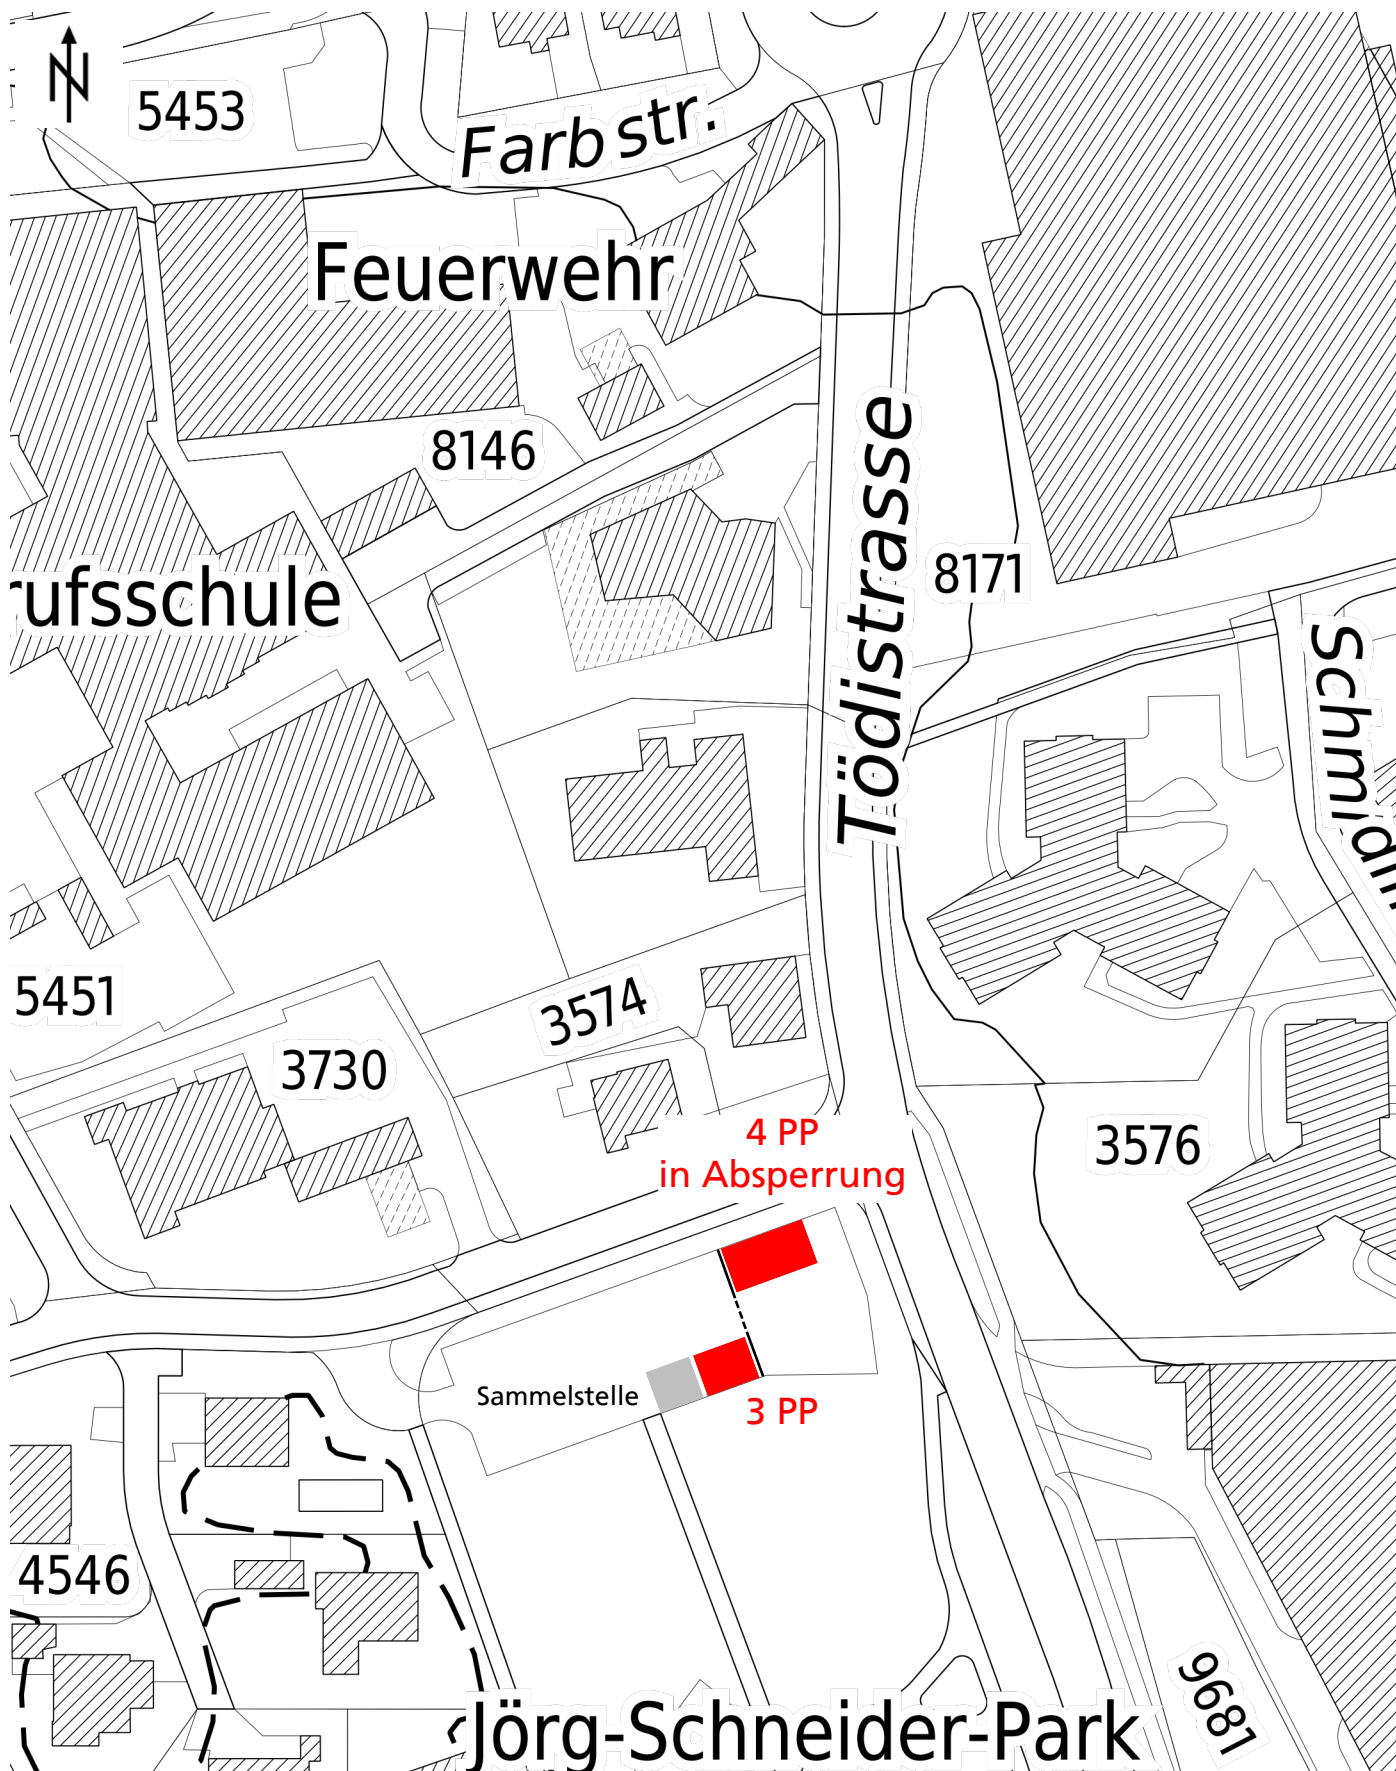 N
5453
Farbstr.
Feuerwehr
8146
Tödistrasse
8171
rufsschule
Schmidh
5451
3574
3730
4 PP
in Absperrung
3576
Sammelstelle
3 PP
4546
9681
Jörg-Schneider-Park